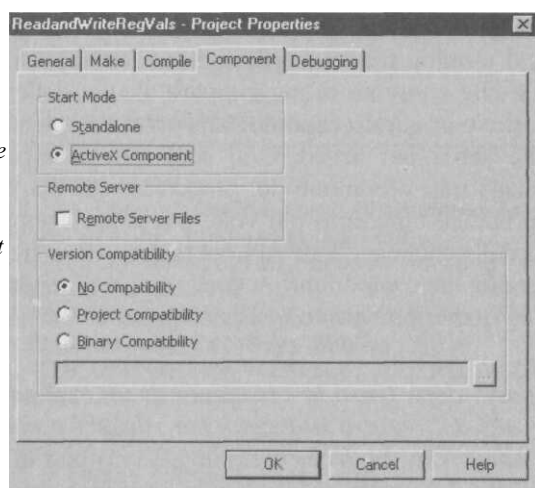 ReadandWriteRegVals - Project Properties
General Make Compile Component Debugging
Start Mode
Standalone
ActiveX Component
Remote Server
Remote Server Files
Version Compatibility
No Compatibility
Project Compatibility
Binary Compatibility
...
OK Cancel Help